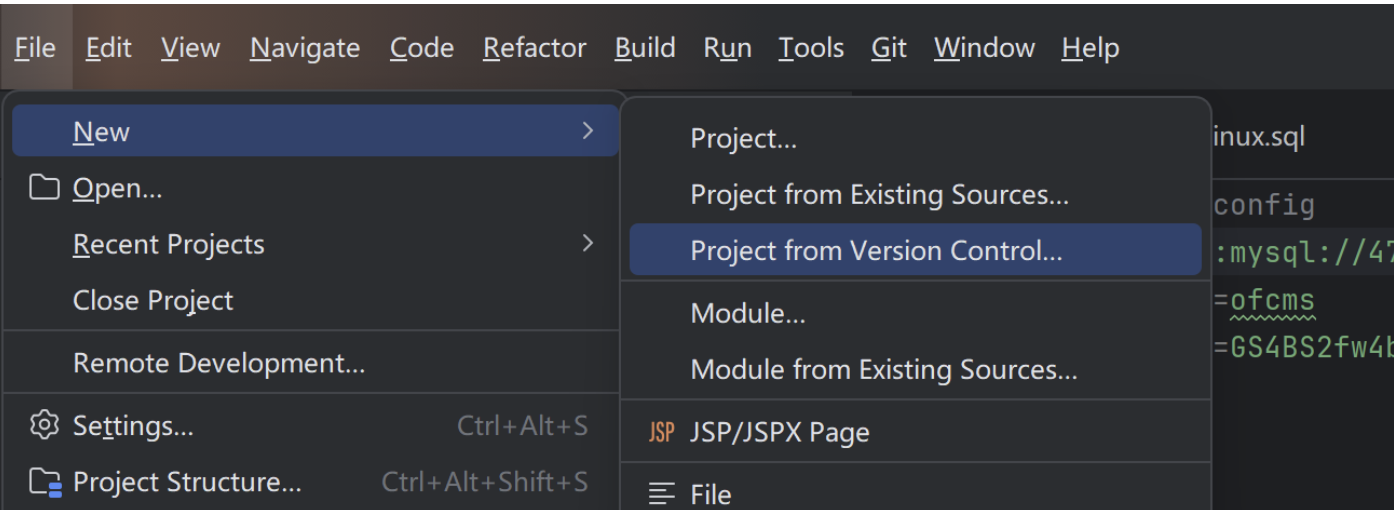 File Edit View Navigate Code Refactor Build Run Tools Git Window Help
New
Open...
Recent Projects
Close Project
Remote Development...
Settings... Ctrl+Alt+S
Project Structure... Ctrl+Alt+Shift+S
Project...
Project from Existing Sources...
Project from Version Control...
Module...
Module from Existing Sources...
JSP JSP/JSPX Page
File
inux.sql
config
:mysql://47
=ofcms
=GS4BS2fw4b